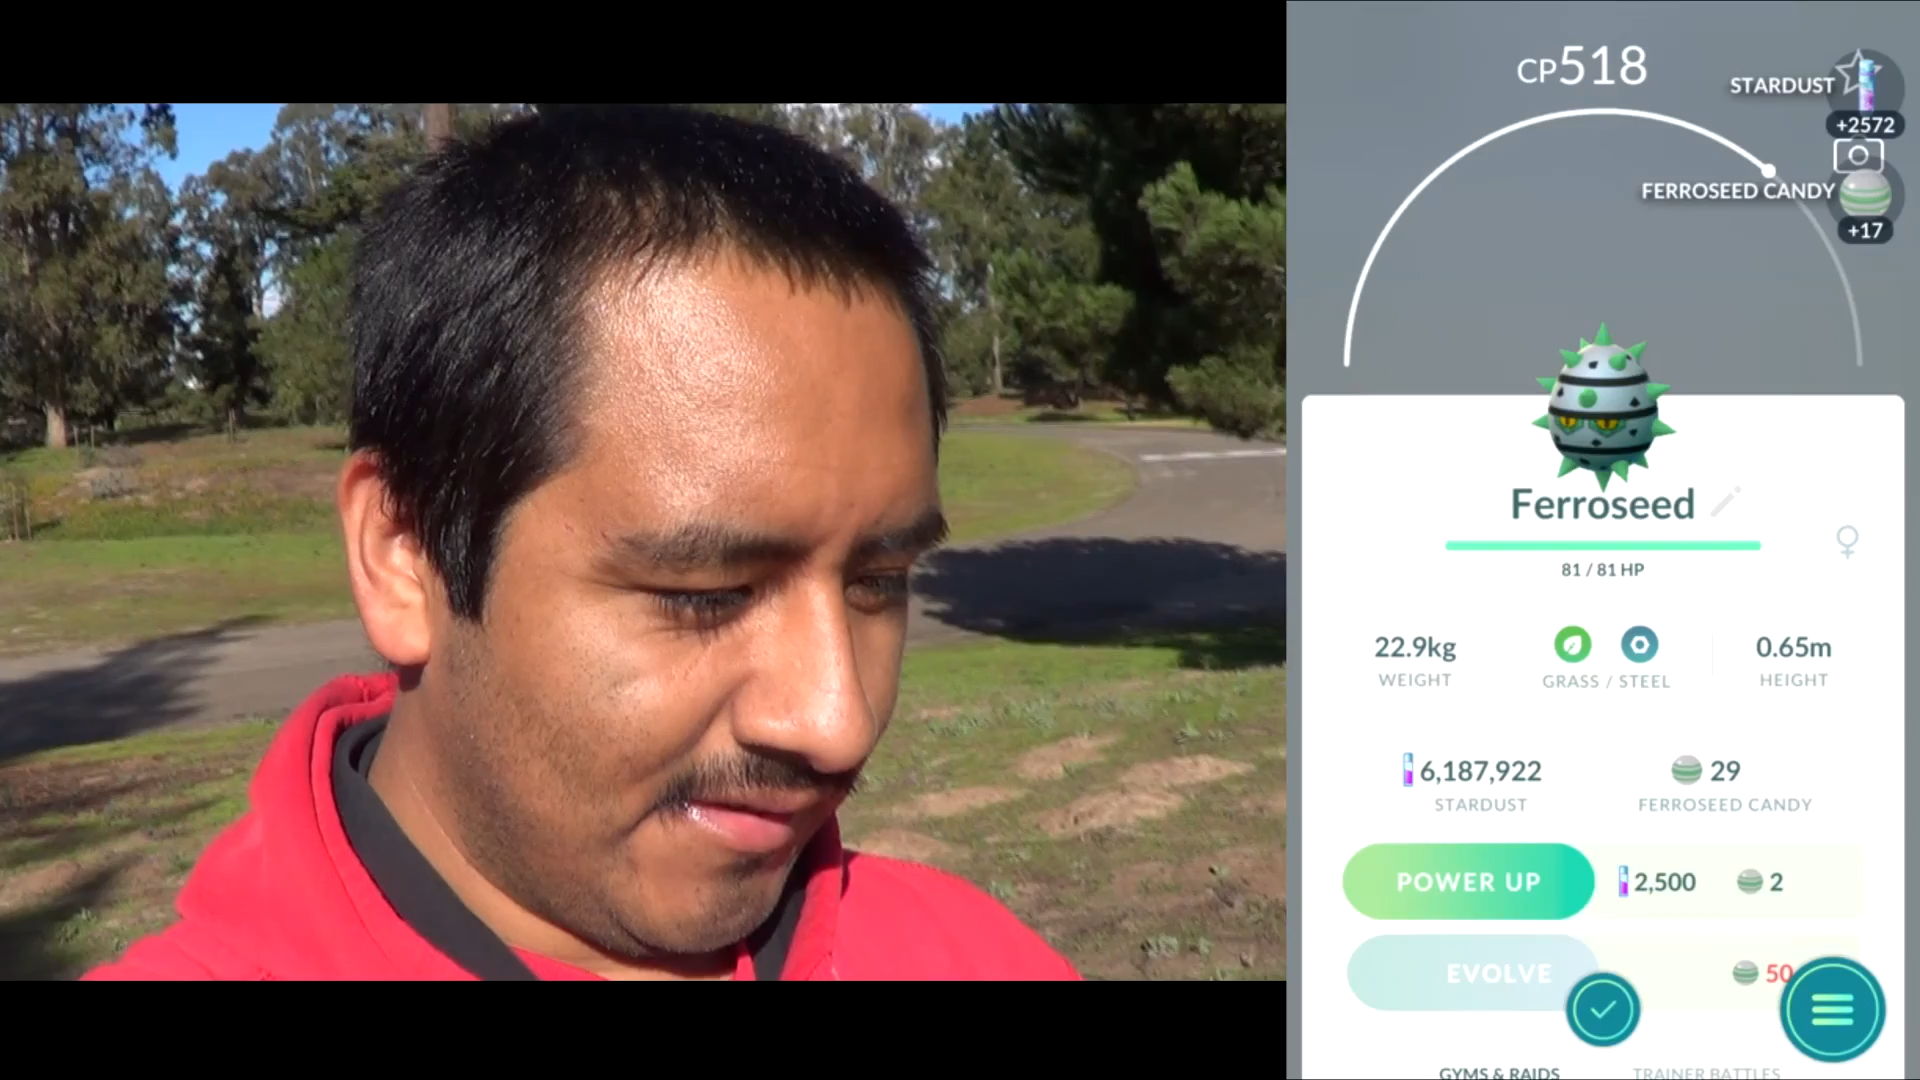 CP518
STARDUST
+2572
FERROSEED CANDY
+17
Ferroseed
81 / 81 HP
22.9kg
WEIGHT
GRASS / STEEL
0.65m
HEIGHT
6,187,922
STARDUST
29
FERROSEED CANDY
POWER UP
2,500
2
EVOLVE
50
GYMS & RAIDS
TRAINER BATTLES